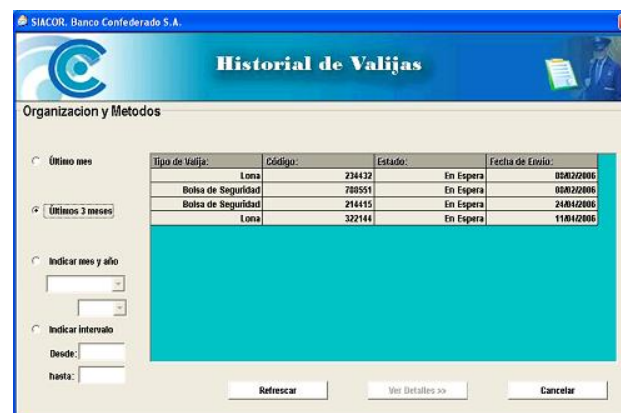 SIACOR. Banco Confederado S.A.
Historial de Valijas
Organizacion y Metodos
Último mes
Últimos 3 meses
Indicar mes y año
Indicar intervalo
Desde:
hasta:
Tipo de Valija: Código: Estado: Fecha de Envio:
Lona 234432 En Espera 08/02/2006
Bolsa de Seguridad 788551 En Espera 08/02/2006
Bolsa de Seguridad 214415 En Espera 24/04/2006
Lona 322144 En Espera 11/04/2006
Refrescar Ver Detalles >> Cancelar